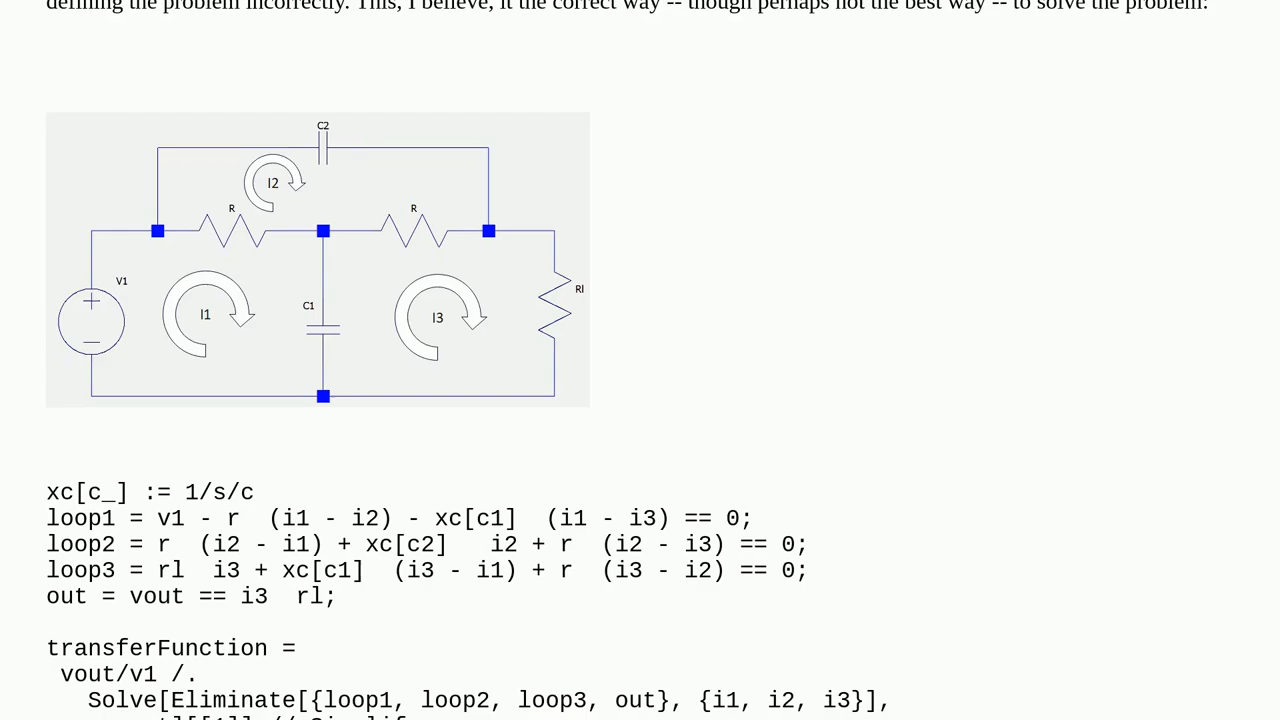 defining the problem incorrectly. This, I believe, it the correct way -- though perhaps not the best way -- to solve the problem:
C2
I2
R
R
V1
C1
Rl
I1
I3
xc[c_] := 1/s/c
loop1 = v1 - r  (i1 - i2) - xc[c1]  (i1 - i3) == 0;
loop2 = r  (i2 - i1) + xc[c2]   i2 + r  (i2 - i3) == 0;
loop3 = rl  i3 + xc[c1]  (i3 - i1) + r  (i3 - i2) == 0;
out = vout == i3  rl;
transferFunction =
vout/v1 /.
Solve[Eliminate[{loop1, loop2, loop3, out}, {i1, i2, i3}],